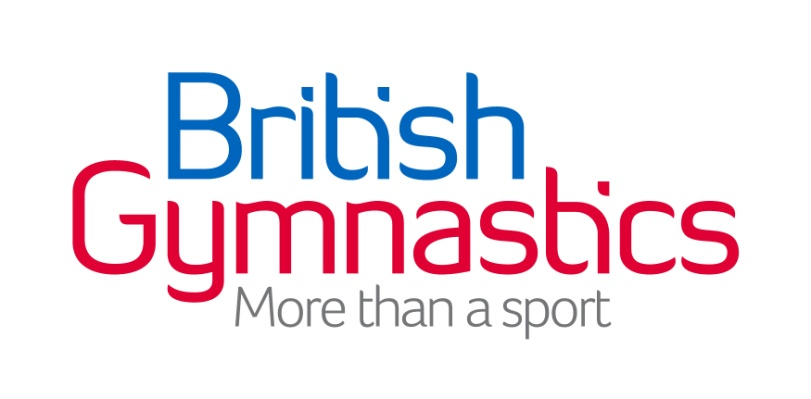 British
Gymnastics
More than a sport